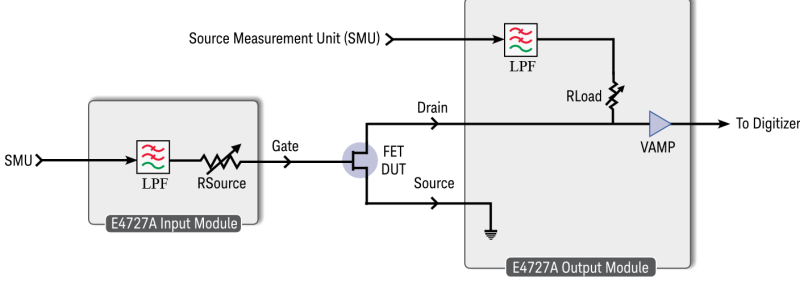 Source Measurement Unit (SMU)
LPF
RLoad
Drain
To Digitizer
VAMP
SMU
LPF
RSource
Gate
FET
DUT
Source
E4727A Input Module
E4727A Output Module